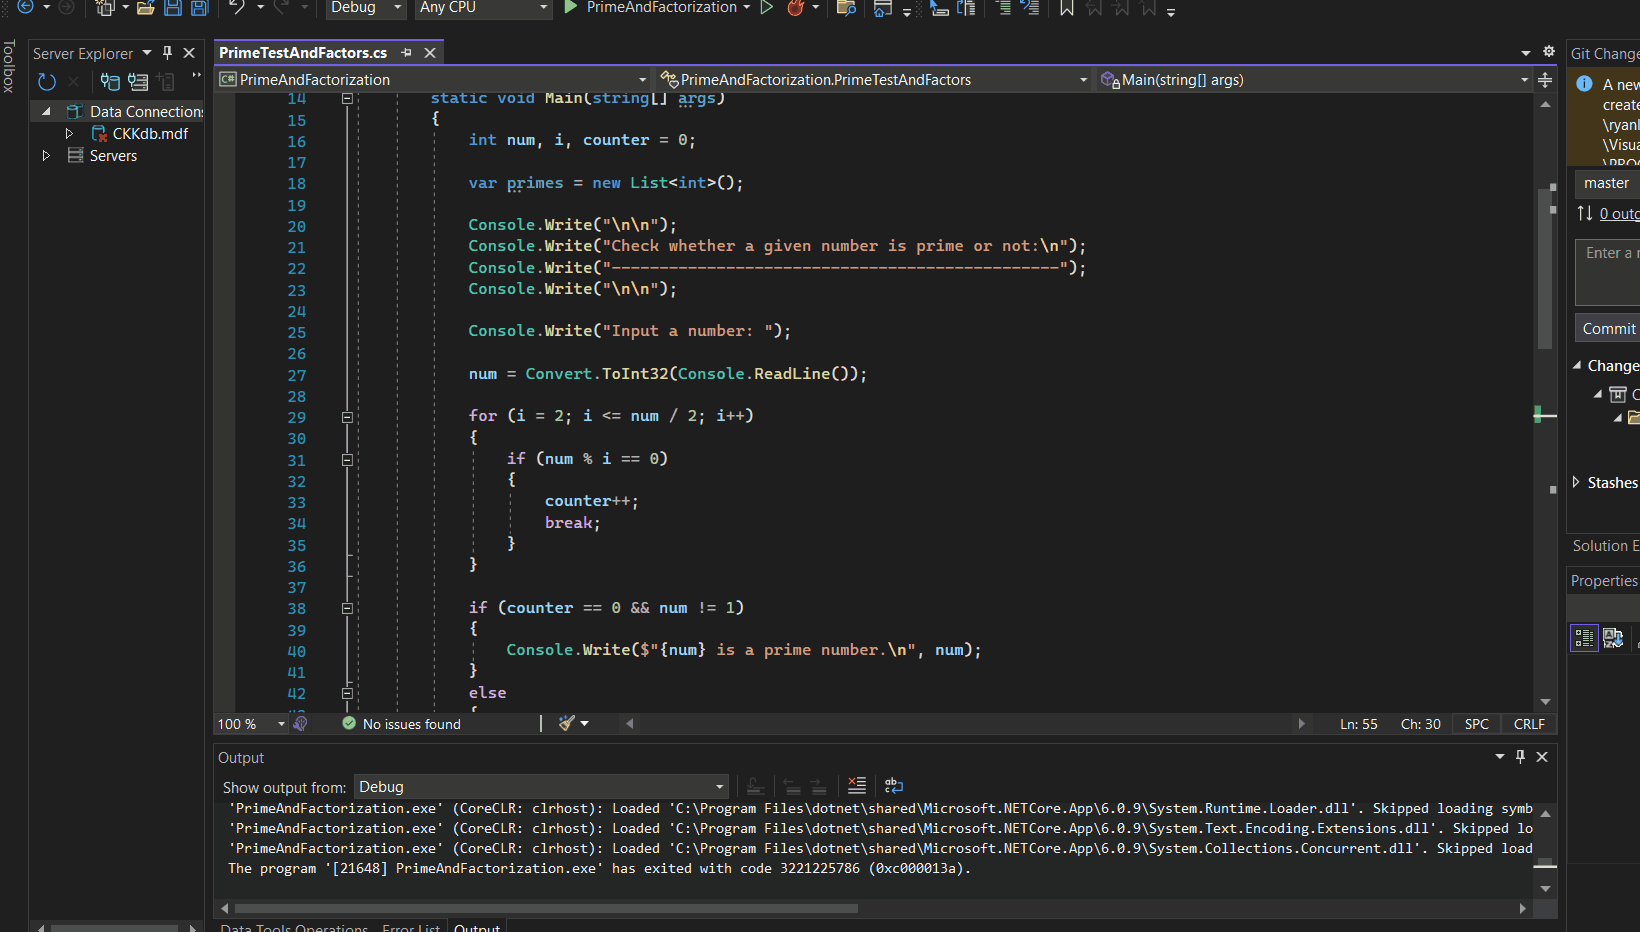 Debug
Any CPU
PrimeAndFactorization
Toolbox
Server Explorer
Data Connections
CKKdb.mdf
Servers
PrimeTestAndFactors.cs
C# PrimeAndFactorization
PrimeAndFactorization.PrimeTestAndFactors
Main(string[] args)
14 static void Main(string[] args)
15 {
16 int num, i, counter = 0;
17
18 var primes = new List<int>();
19
20 Console.Write("\n\n");
21 Console.Write("Check whether a given number is prime or not:\n");
22 Console.Write("-----------------------------------------------");
23 Console.Write("\n\n");
24
25 Console.Write("Input a number: ");
26
27 num = Convert.ToInt32(Console.ReadLine());
28
29 for (i = 2; i <= num / 2; i++)
30 {
31 if (num % i == 0)
32 {
33 counter++;
34 break;
35 }
36 }
37
38 if (counter == 0 && num != 1)
39 {
40 Console.Write($"{num} is a prime number.\n", num);
41 }
42 else
{
100 %
No issues found
Ln: 55
Ch: 30
SPC
CRLF
Output
Show output from: Debug
'PrimeAndFactorization.exe' (CoreCLR: clrhost): Loaded 'C:\Program Files\dotnet\shared\Microsoft.NETCore.App\6.0.9\System.Runtime.Loader.dll'. Skipped loading symb
'PrimeAndFactorization.exe' (CoreCLR: clrhost): Loaded 'C:\Program Files\dotnet\shared\Microsoft.NETCore.App\6.0.9\System.Text.Encoding.Extensions.dll'. Skipped lo
'PrimeAndFactorization.exe' (CoreCLR: clrhost): Loaded 'C:\Program Files\dotnet\shared\Microsoft.NETCore.App\6.0.9\System.Collections.Concurrent.dll'. Skipped load
The program '[21648] PrimeAndFactorization.exe' has exited with code 3221225786 (0xc000013a).
Data Tools Operations
Error List
Output
Git Change
A new
create
\ryan
\Visua
\PRO
master
0 outg
Enter a
Commit
Change
Stashes
Solution E
Properties